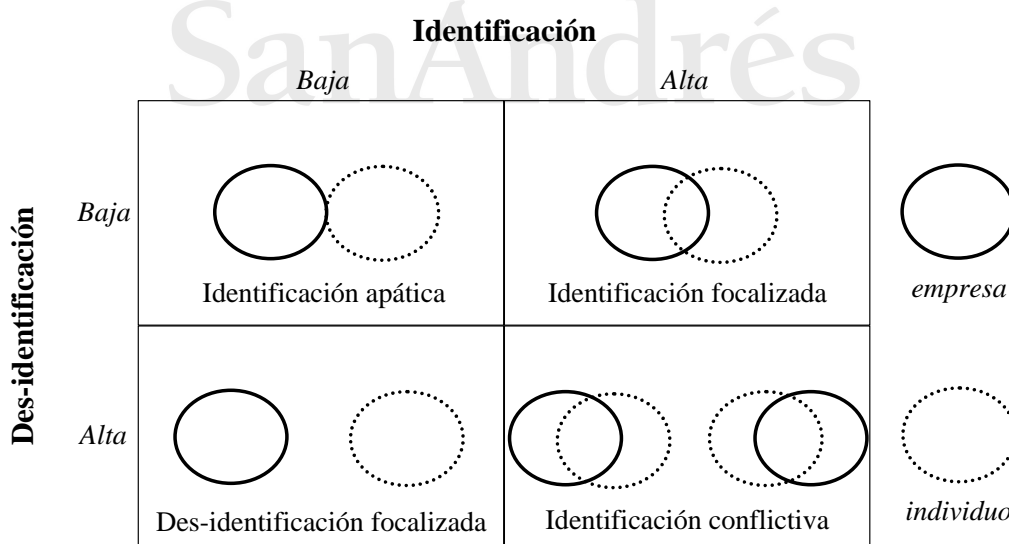 SanAndrés
Identificación
Baja
Alta
Baja
Identificación apática
Identificación focalizada
empresa
Des-identificación
Alta
Des-identificación focalizada
Identificación conflictiva
individuo